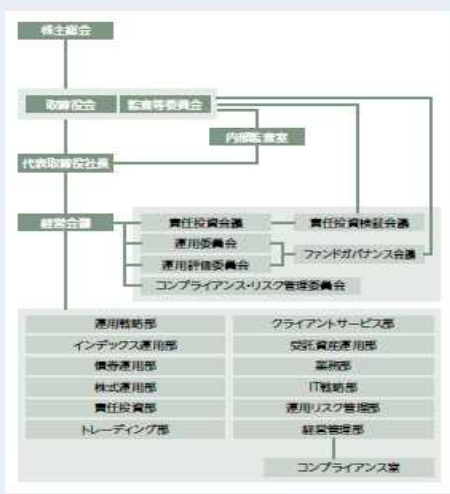 株主総会
取締役会 監査等委員会
内部監査室
代表取締役社長
経営会議 責任投資会議 責任投資検証会議
運用委員会
ファンドガバナンス会議
運用評価委員会
コンプライアンス・リスク管理委員会
運用戦略部 クライアントサービス部
インデックス運用部 受託資産運用部
債券運用部 業務部
株式運用部 IT戦略部
責任投資部 運用リスク管理部
トレーディング部 経営管理部
コンプライアンス室